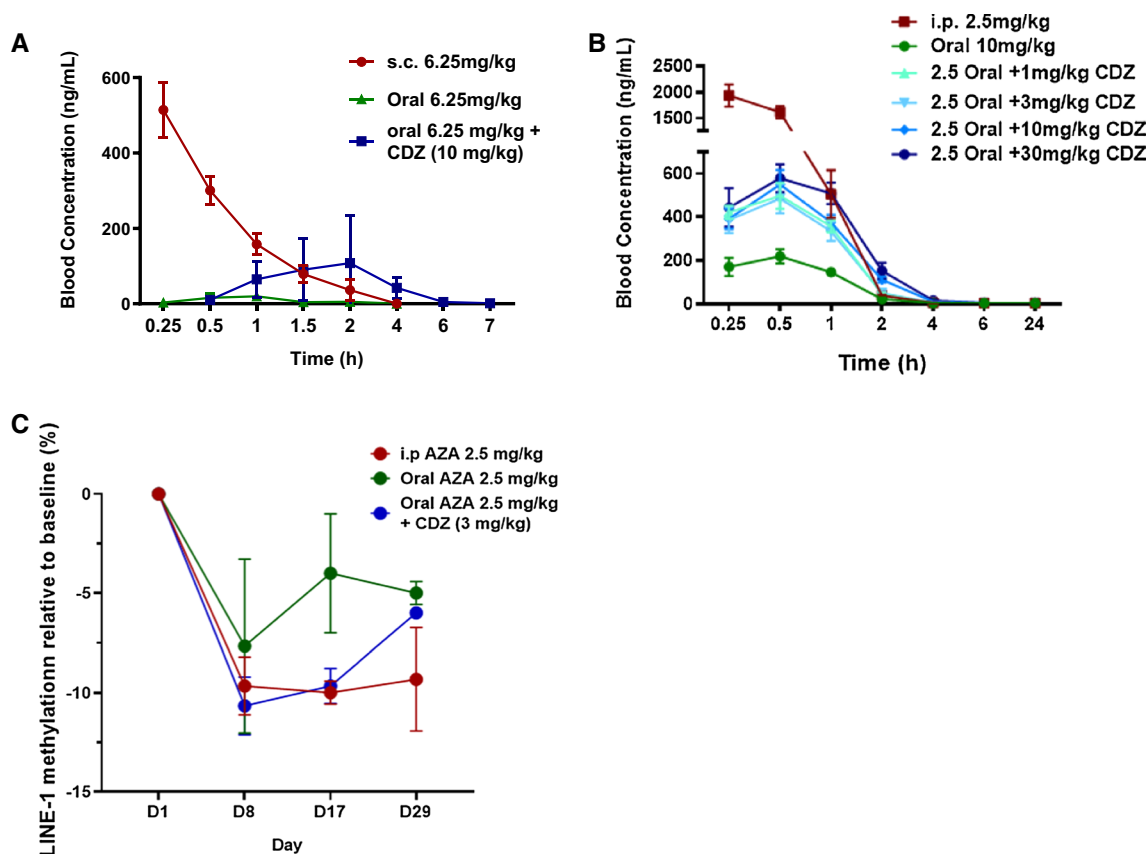 A
s.c. 6.25mg/kg
Oral 6.25mg/kg
oral 6.25 mg/kg +
CDZ (10 mg/kg)
Blood Concentration (ng/mL)
600
400
200
0
0.25 0.5 1 1.5 2 4 6 7
Time (h)
B
i.p. 2.5mg/kg
Oral 10mg/kg
2.5 Oral +1mg/kg CDZ
2.5 Oral +3mg/kg CDZ
2.5 Oral +10mg/kg CDZ
2.5 Oral +30mg/kg CDZ
Blood Concentration (ng/mL)
2500
2000
1500
600
400
200
0
0.25 0.5 1 2 4 6 24
Time (h)
C
i.p AZA 2.5 mg/kg
Oral AZA 2.5 mg/kg
Oral AZA 2.5 mg/kg
+ CDZ (3 mg/kg)
LINE-1 methylationn relative to baseline (%)
0
-5
-10
-15
D1 D8 D17 D29
Day